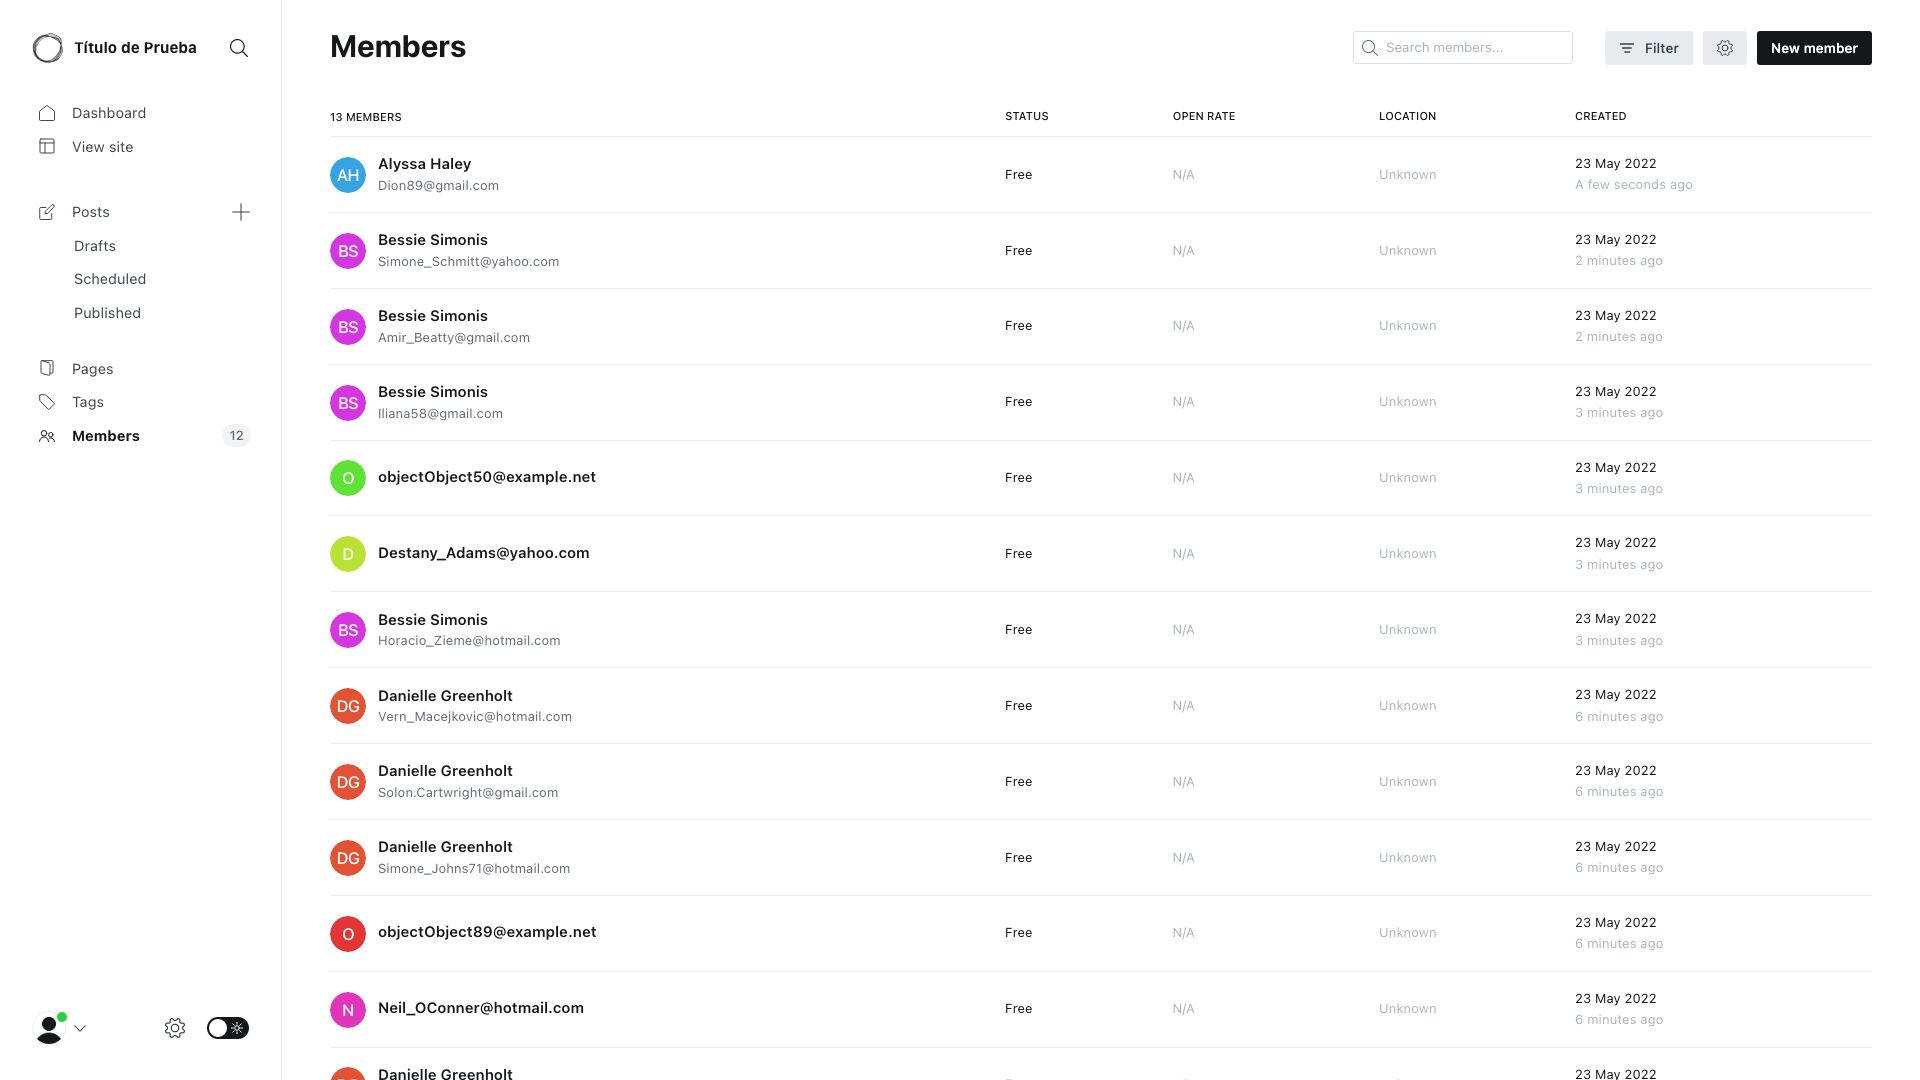 Título de Prueba
Dashboard
View site
Posts
Drafts
Scheduled
Published
Pages
Tags
Members 12
Members
Search members...
Filter
New member
13 MEMBERS STATUS OPEN RATE LOCATION CREATED
AH Alyssa Haley Dion89@gmail.com Free N/A Unknown 23 May 2022 A few seconds ago
BS Bessie Simonis Simone_Schmitt@yahoo.com Free N/A Unknown 23 May 2022 2 minutes ago
BS Bessie Simonis Amir_Beatty@gmail.com Free N/A Unknown 23 May 2022 2 minutes ago
BS Bessie Simonis Iliana58@gmail.com Free N/A Unknown 23 May 2022 3 minutes ago
O objectObject50@example.net Free N/A Unknown 23 May 2022 3 minutes ago
D Destany_Adams@yahoo.com Free N/A Unknown 23 May 2022 3 minutes ago
BS Bessie Simonis Horacio_Zieme@hotmail.com Free N/A Unknown 23 May 2022 3 minutes ago
DG Danielle Greenholt Vern_Macejkovic@hotmail.com Free N/A Unknown 23 May 2022 6 minutes ago
DG Danielle Greenholt Solon.Cartwright@gmail.com Free N/A Unknown 23 May 2022 6 minutes ago
DG Danielle Greenholt Simone_Johns71@hotmail.com Free N/A Unknown 23 May 2022 6 minutes ago
O objectObject89@example.net Free N/A Unknown 23 May 2022 6 minutes ago
N Neil_OConner@hotmail.com Free N/A Unknown 23 May 2022 6 minutes ago
Danielle Greenholt 23 May 2022